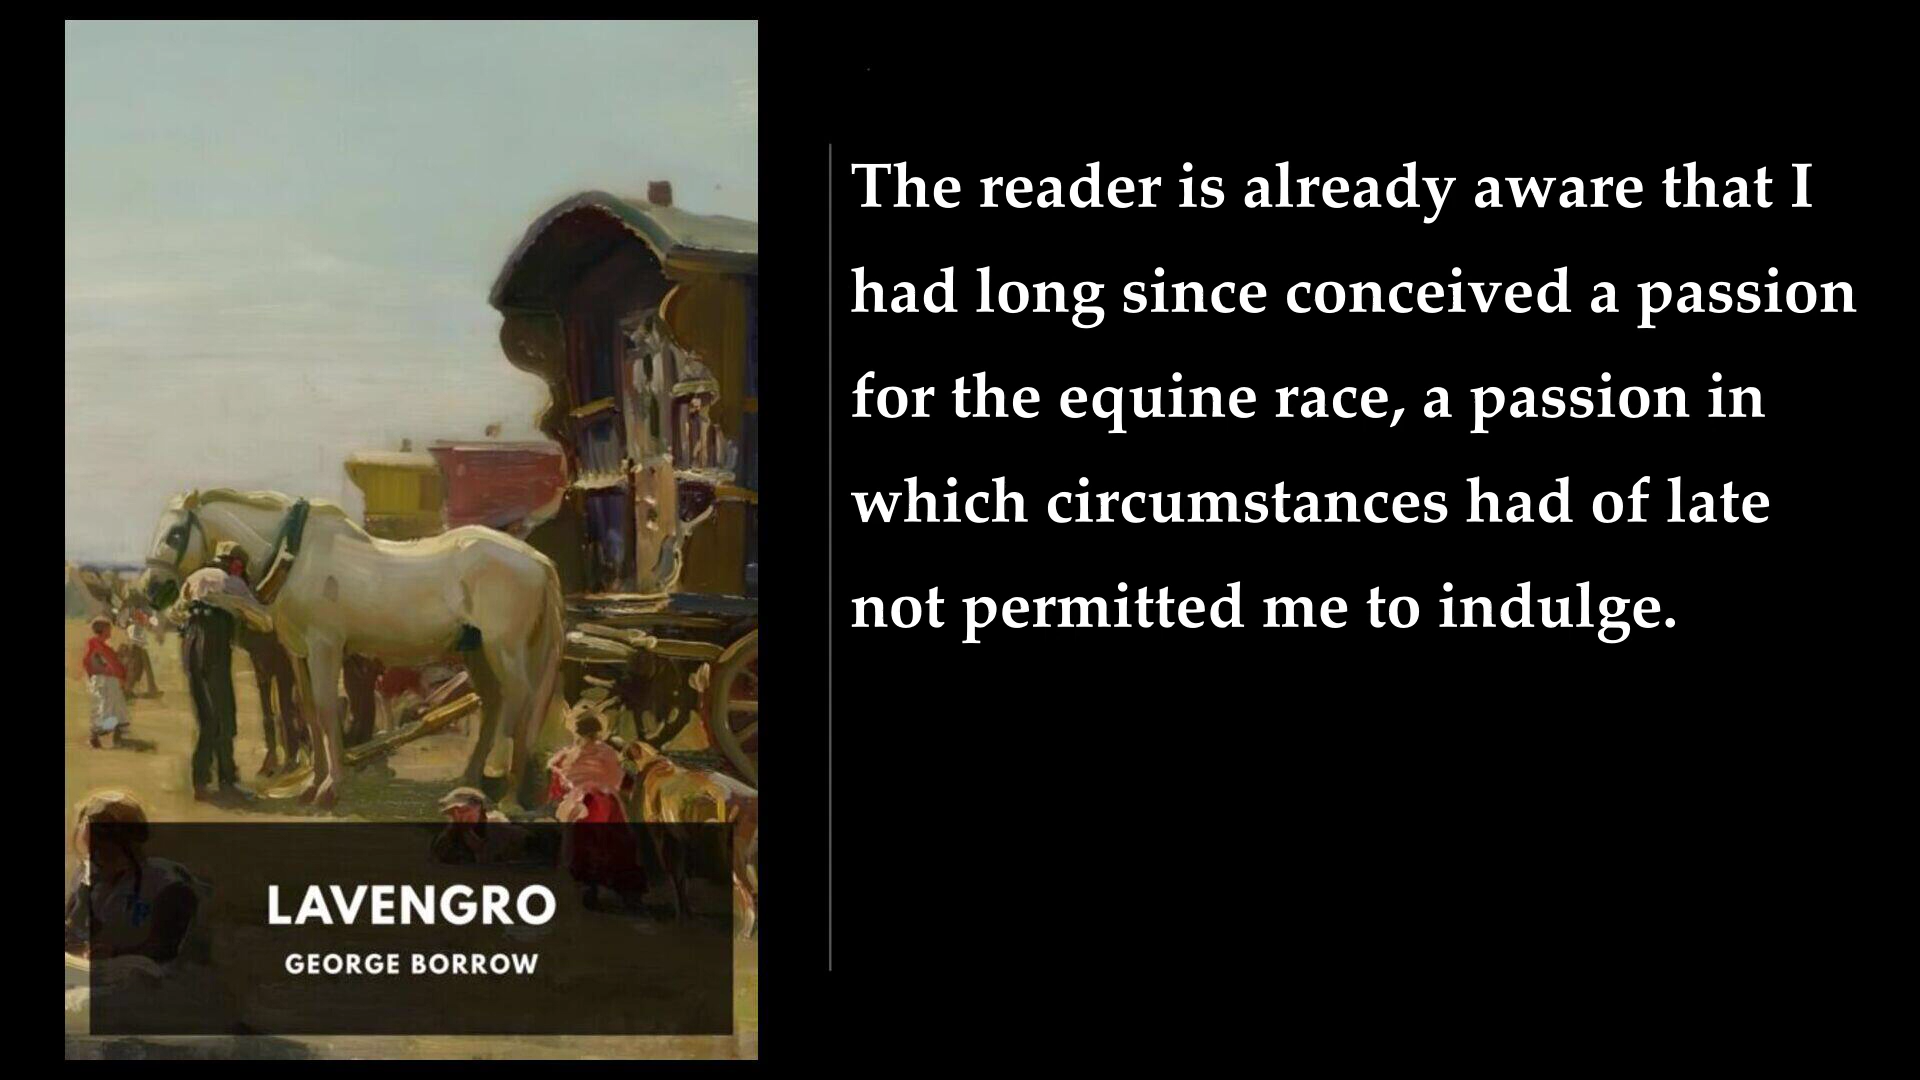 The reader is already aware that I
had long since conceived a passion
for the equine race, a passion in
which circumstances had of late
not permitted me to indulge.
LAVENGRO
GEORGE BORROW